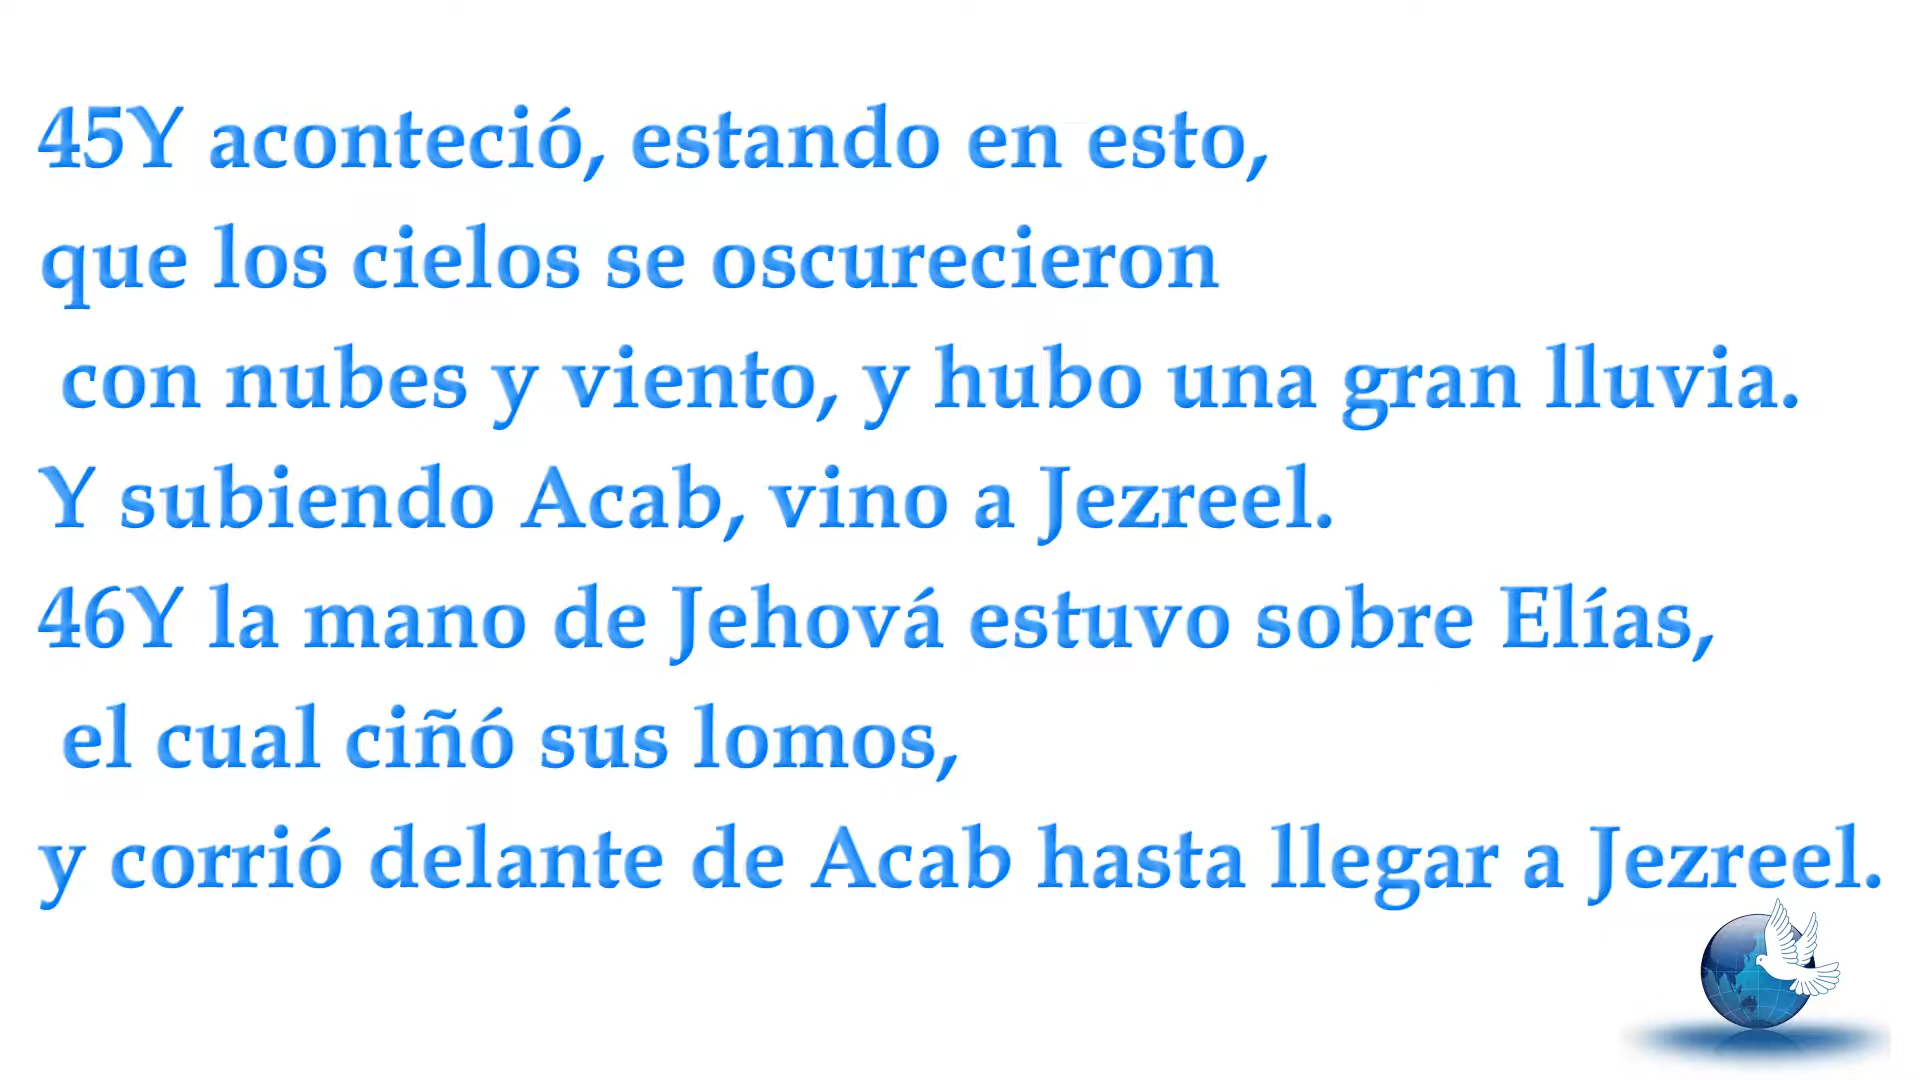 45Y aconteció, estando en esto,
que los cielos se oscurecieron
con nubes y viento, y hubo una gran lluvia.
Y subiendo Acab, vino a Jezreel.
46Y la mano de Jehová estuvo sobre Elías,
el cual ciñó sus lomos,
y corrió delante de Acab hasta llegar a Jezreel.